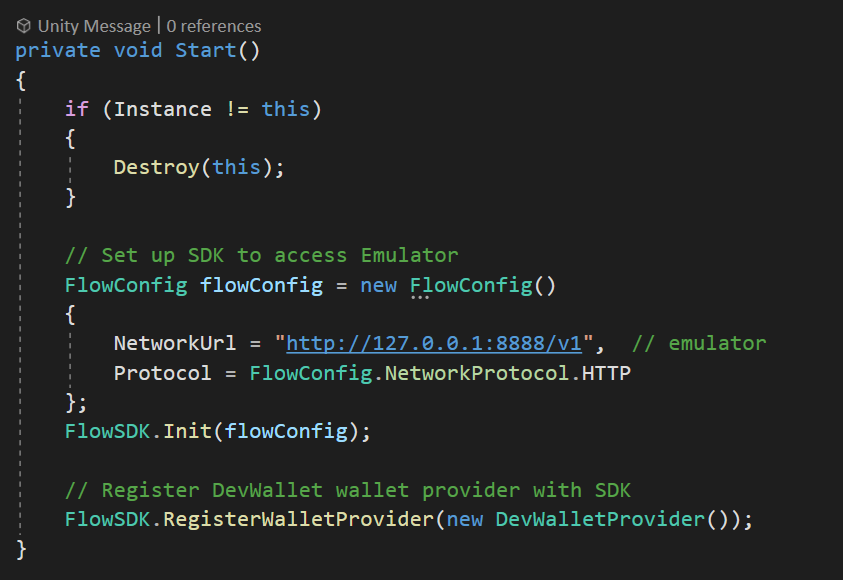 Unity Message | 0 references
private void Start()
{
    if (Instance != this)
    {
        Destroy(this);
    }
    // Set up SDK to access Emulator
    FlowConfig flowConfig = new FlowConfig()
    {
        NetworkUrl = "http://127.0.0.1:8888/v1",  // emulator
        Protocol = FlowConfig.NetworkProtocol.HTTP
    };
    FlowSDK.Init(flowConfig);
    // Register DevWallet wallet provider with SDK
    FlowSDK.RegisterWalletProvider(new DevWalletProvider());
}